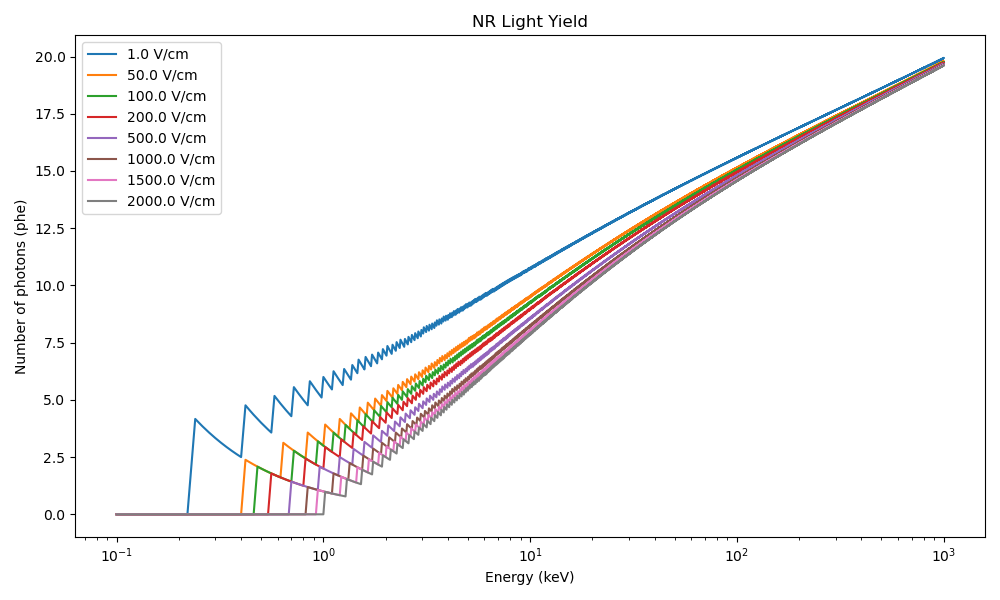 NR Light Yield
1.0 V/cm
50.0 V/cm
100.0 V/cm
200.0 V/cm
500.0 V/cm
1000.0 V/cm
1500.0 V/cm
2000.0 V/cm
Number of photons (phe)
20.0
17.5
15.0
12.5
10.0
7.5
5.0
2.5
0.0
10⁻¹ 10⁰ 10¹ 10² 10³
Energy (keV)